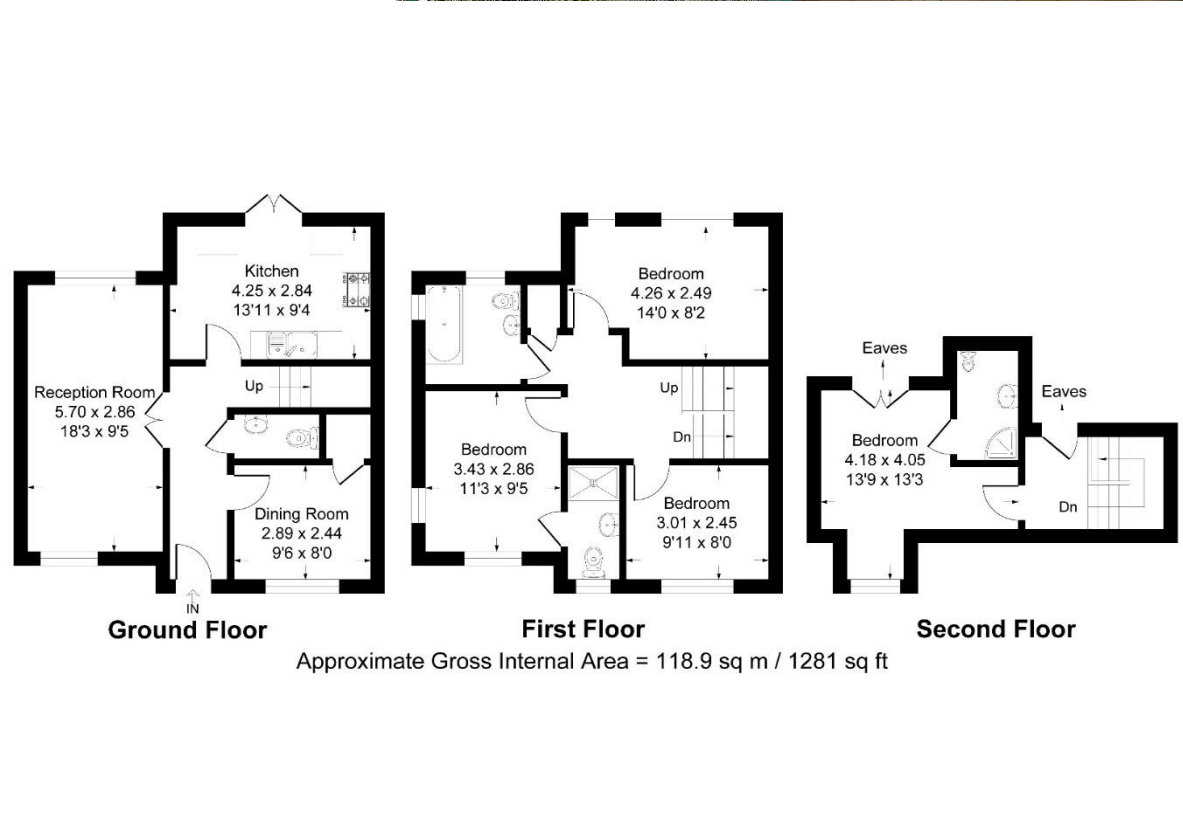 Kitchen
4.25 x 2.84
13'11 x 9'4
Reception Room
5.70 x 2.86
18'3 x 9'5
Up
Dining Room
2.89 x 2.44
9'6 x 8'0
IN
Ground Floor
Bedroom
4.26 x 2.49
14'0 x 8'2
Up
Dn
Bedroom
3.43 x 2.86
11'3 x 9'5
Bedroom
3.01 x 2.45
9'11 x 8'0
First Floor
Eaves
Eaves
Bedroom
4.18 x 4.05
13'9 x 13'3
Dn
Second Floor
Approximate Gross Internal Area = 118.9 sq m / 1281 sq ft